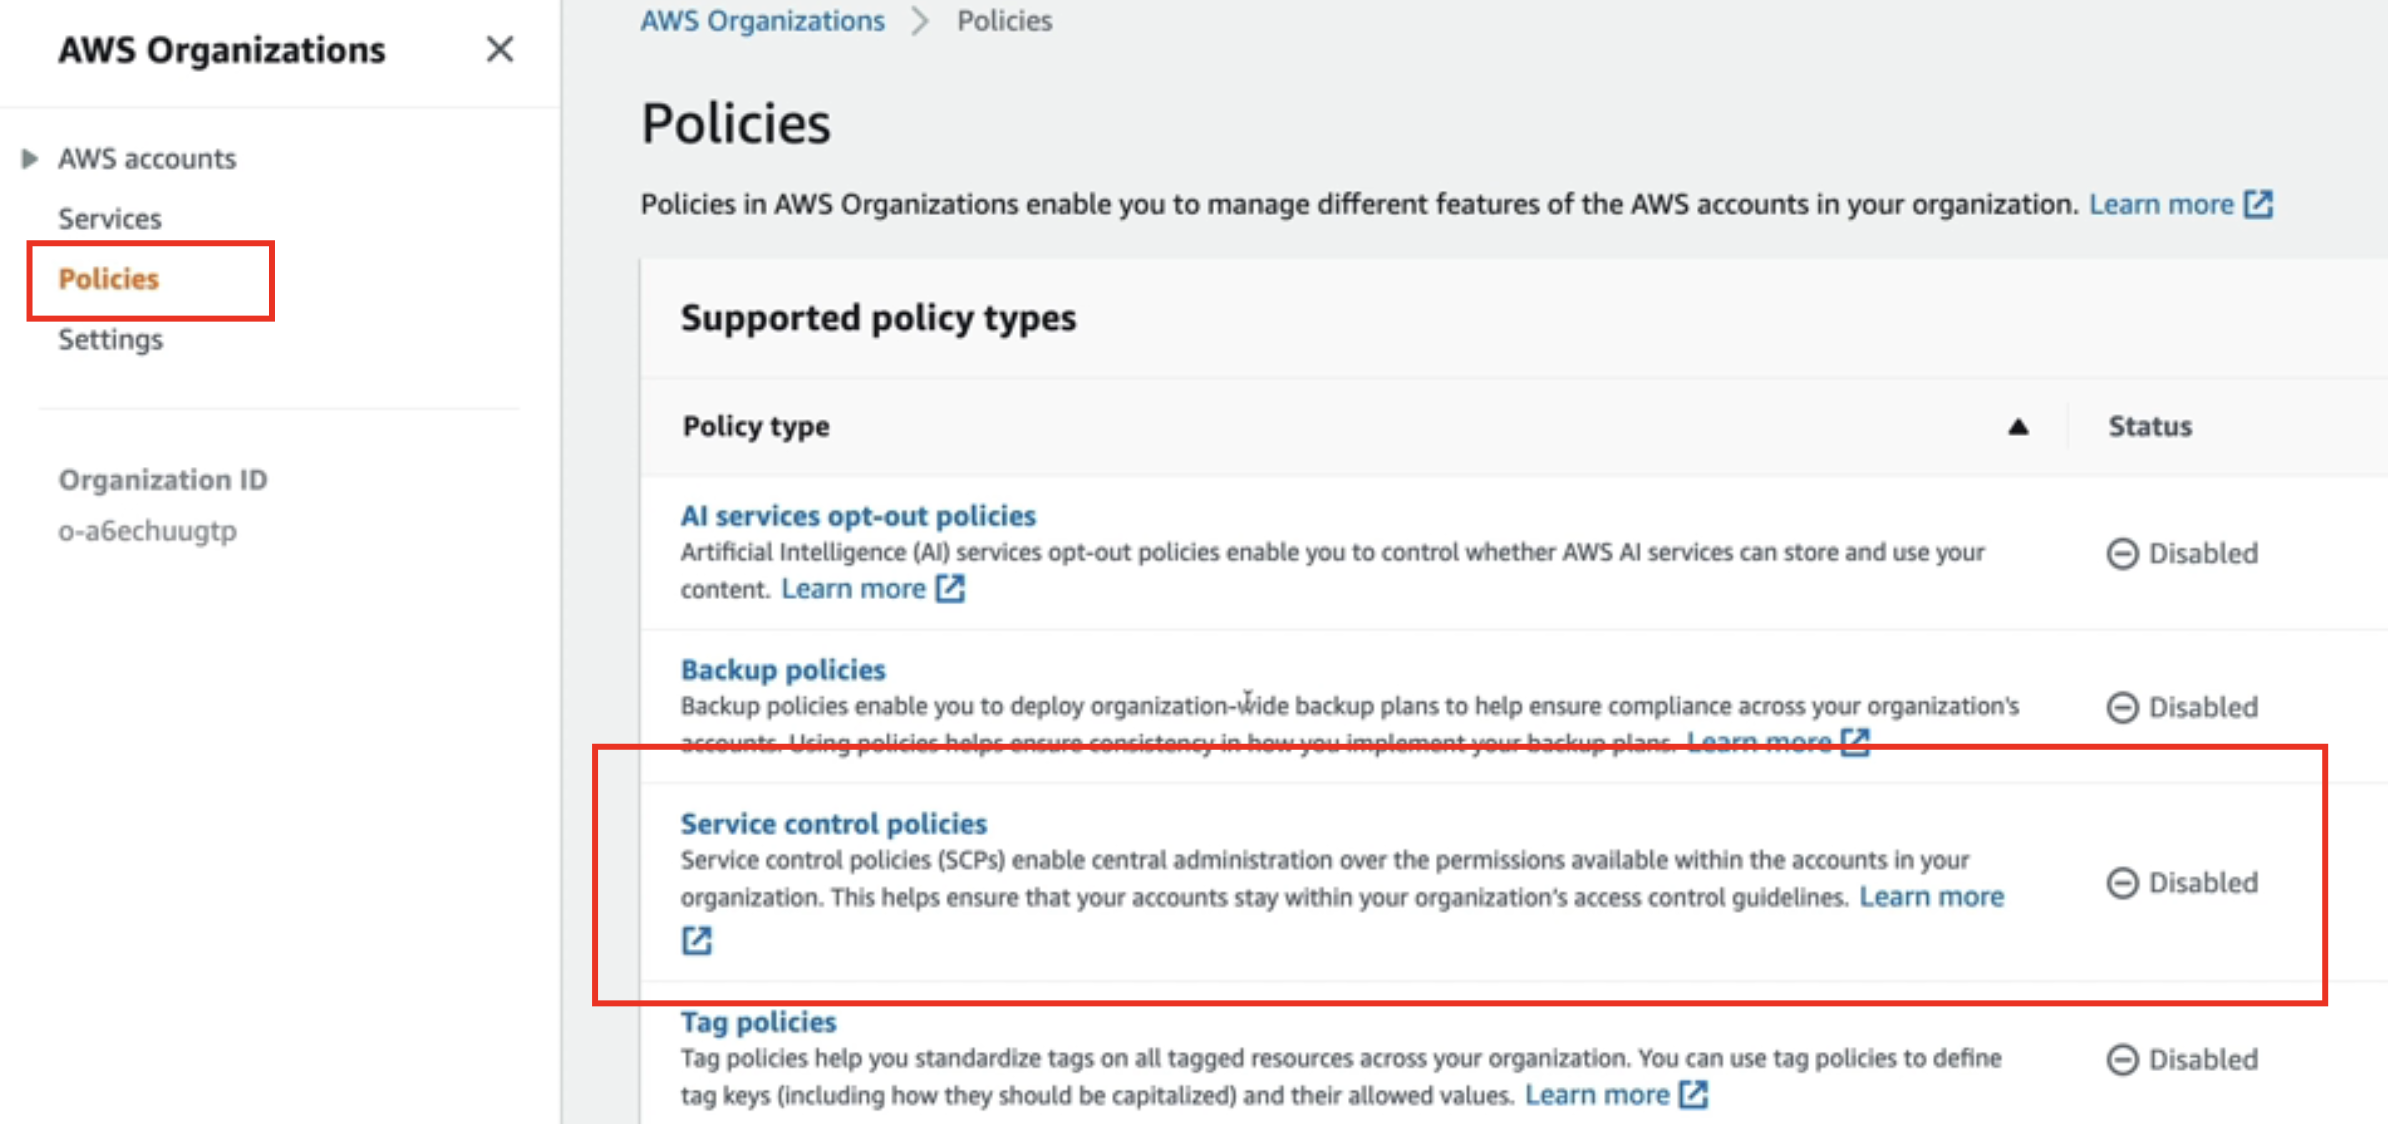 AWS Organizations
AWS accounts
Services
Policies
Settings
Organization ID
o-a6echuugtp
AWS Organizations > Policies
Policies
Policies in AWS Organizations enable you to manage different features of the AWS accounts in your organization. Learn more
Supported policy types
Policy type Status
AI services opt-out policies
Artificial Intelligence (AI) services opt-out policies enable you to control whether AWS AI services can store and use your
content. Learn more
Disabled
Backup policies
Backup policies enable you to deploy organization-wide backup plans to help ensure compliance across your organization's
accounts. Using policies helps ensure consistency in how you implement your backup plans. Learn more
Disabled
Service control policies
Service control policies (SCPs) enable central administration over the permissions available within the accounts in your
organization. This helps ensure that your accounts stay within your organization's access control guidelines. Learn more
Disabled
Tag policies
Tag policies help you standardize tags on all tagged resources across your organization. You can use tag policies to define
tag keys (including how they should be capitalized) and their allowed values. Learn more
Disabled